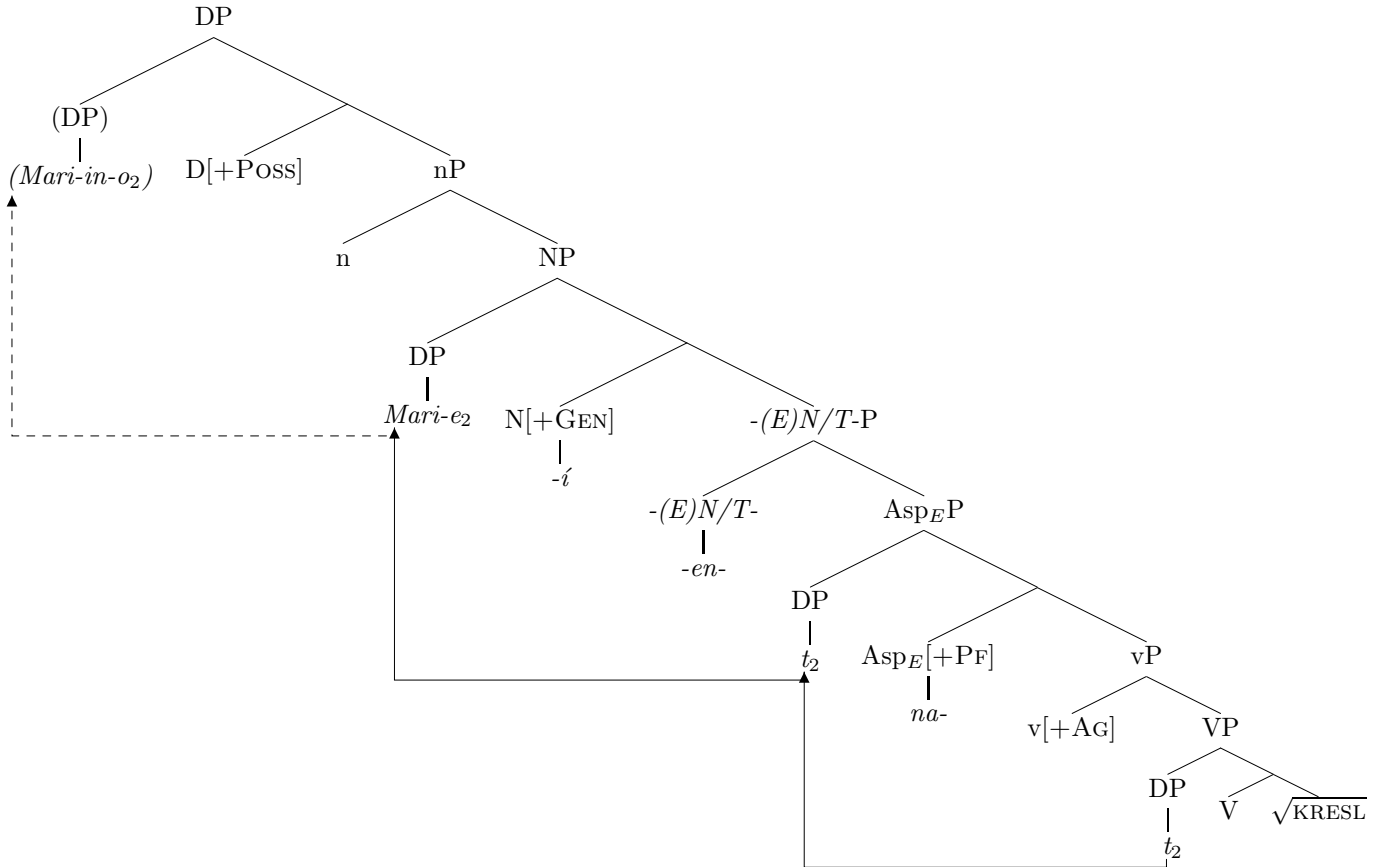 DP
(DP)
(Mari-in-o₂) D[+Poss] nP
n NP
DP
Mari-e₂ N[+Gen] -(E)N/T-P
-í
-(E)N/T- Asp_E P
-en-
DP
t₂ Asp_E[+Pf] vP
na-
v[+Ag] VP
DP V √KRESL
t₂